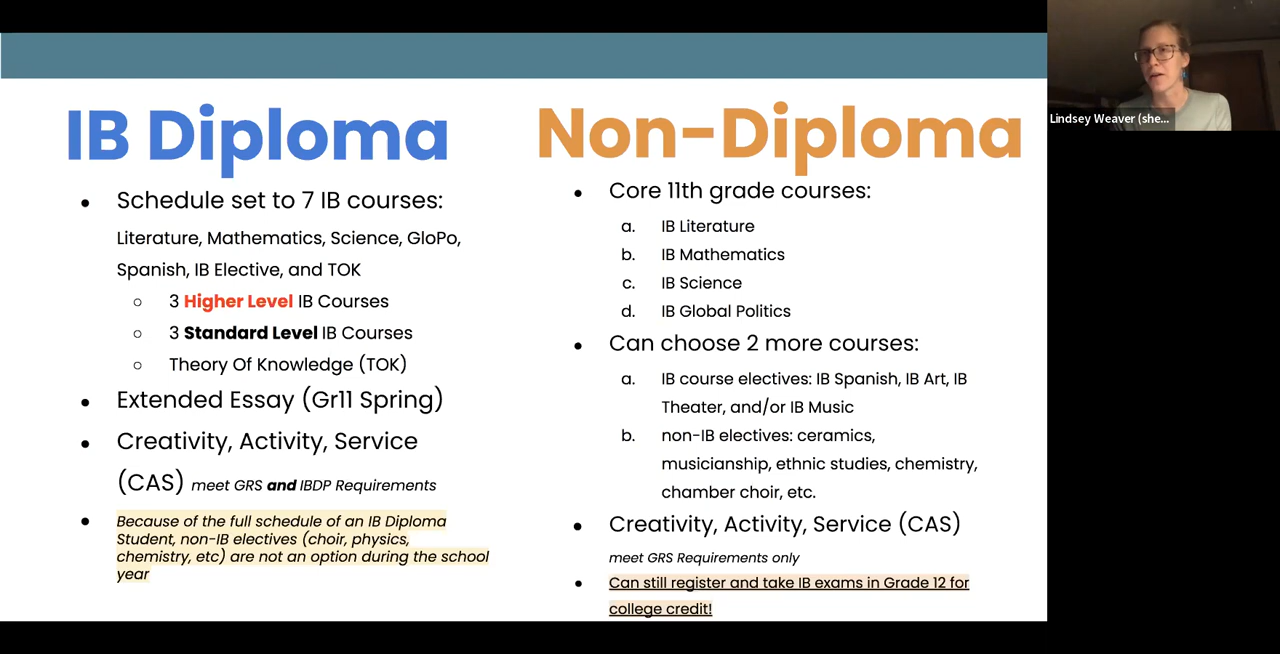 IB Diploma
• Schedule set to 7 IB courses:
Literature, Mathematics, Science, GloPo,
Spanish, IB Elective, and TOK
○ 3 Higher Level IB Courses
○ 3 Standard Level IB Courses
○ Theory Of Knowledge (TOK)
• Extended Essay (Gr11 Spring)
• Creativity, Activity, Service
(CAS) meet GRS and IBDP Requirements
• Because of the full schedule of an IB Diploma
Student, non-IB electives (choir, physics,
chemistry, etc) are not an option during the school
year
Non-Diploma
• Core 11th grade courses:
a. IB Literature
b. IB Mathematics
c. IB Science
d. IB Global Politics
• Can choose 2 more courses:
a. IB course electives: IB Spanish, IB Art, IB
Theater, and/or IB Music
b. non-IB electives: ceramics,
musicianship, ethnic studies, chemistry,
chamber choir, etc.
• Creativity, Activity, Service (CAS)
meet GRS Requirements only
• Can still register and take IB exams in Grade 12 for
college credit!
Lindsey Weaver (she...